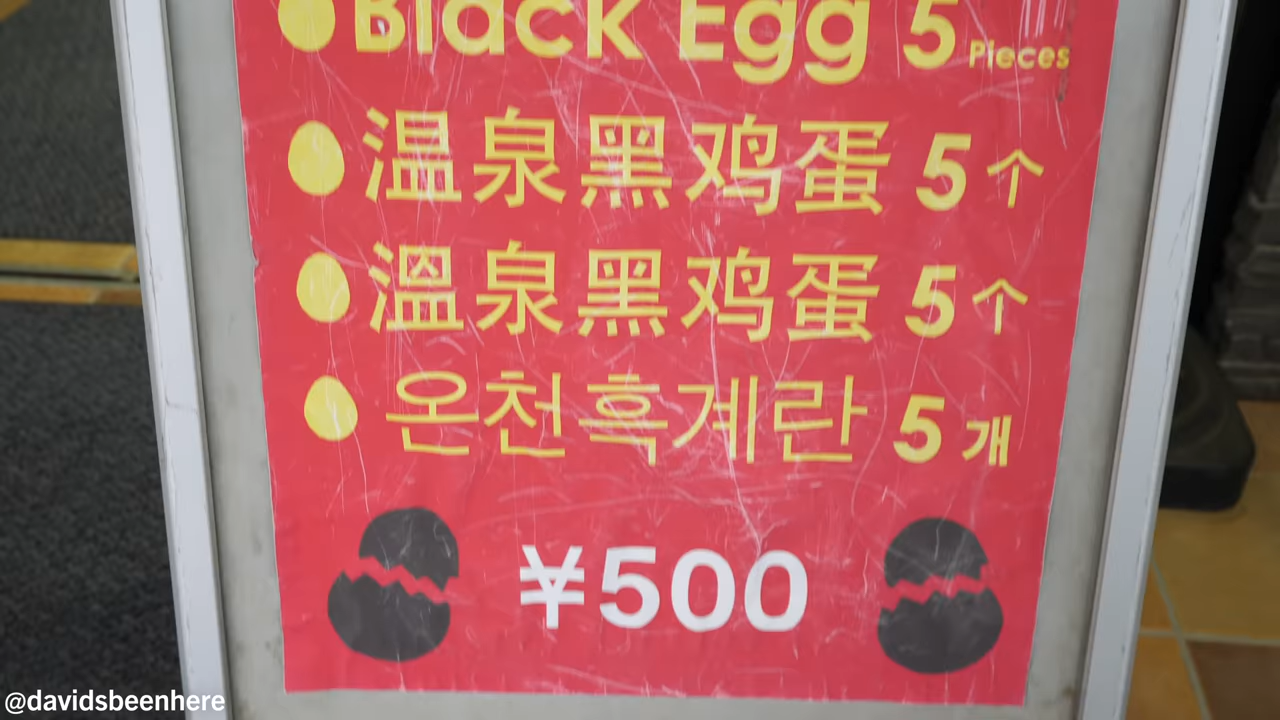 Black Egg 5 Pieces
温泉黑鸡蛋 5个
溫泉黑鸡蛋 5个
온천흑계란 5개
¥500
@davidsbeenhere